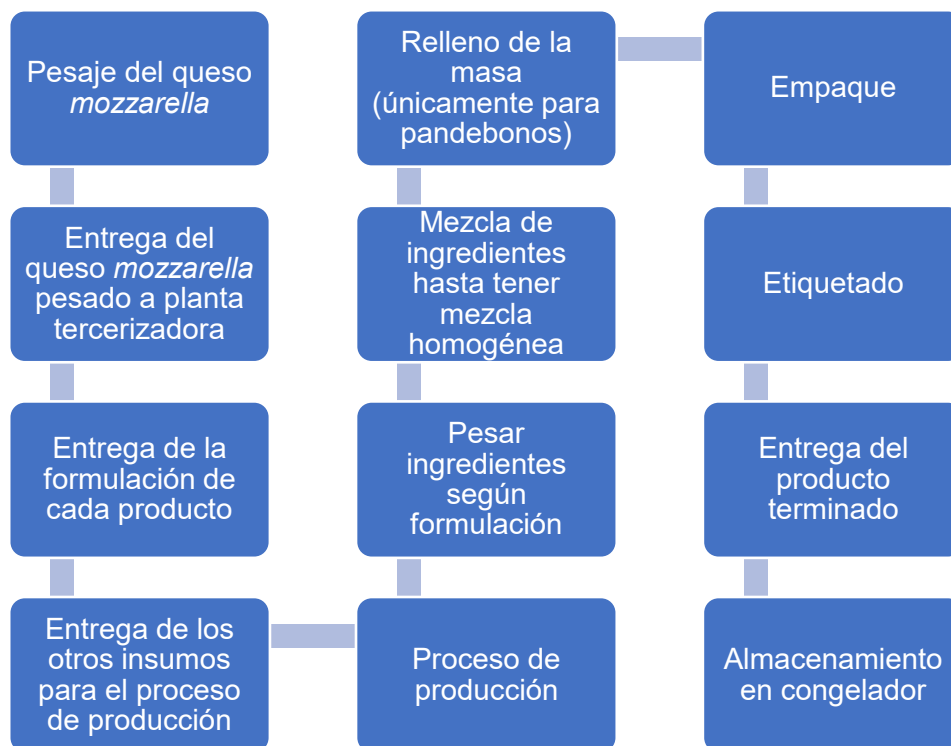 Pesaje del queso
mozzarella
Entrega del
queso mozzarella
pesado a planta
tercerizadora
Entrega de la
formulación de
cada producto
Entrega de los
otros insumos
para el proceso
de producción
Proceso de
producción
Pesar
ingredientes
según
formulación
Mezcla de
ingredientes
hasta tener
mezcla
homogénea
Relleno de la
masa
(únicamente para
pandebonos)
Empaque
Etiquetado
Entrega del
producto
terminado
Almacenamiento
en congelador